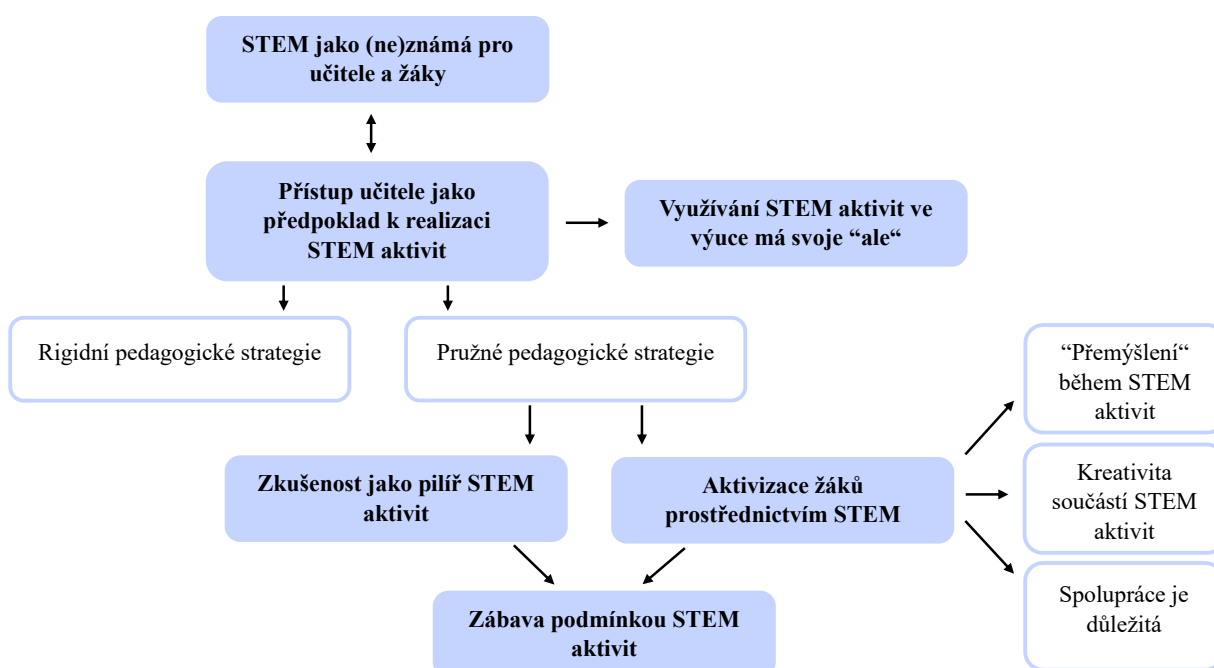 STEM jako (ne)známá pro
učitele a žáky
Přístup učitele jako
předpoklad k realizaci
STEM aktivit
Využívání STEM aktivit ve
výuce má svoje “ale“
Rigidní pedagogické strategie
Pružné pedagogické strategie
“Přemýšlení“
během STEM
aktivit
Zkušenost jako pilíř STEM
aktivit
Aktivizace žáků
prostřednictvím STEM
Kreativita
součástí STEM
aktivit
Zábava podmínkou STEM
aktivit
Spolupráce je
důležitá